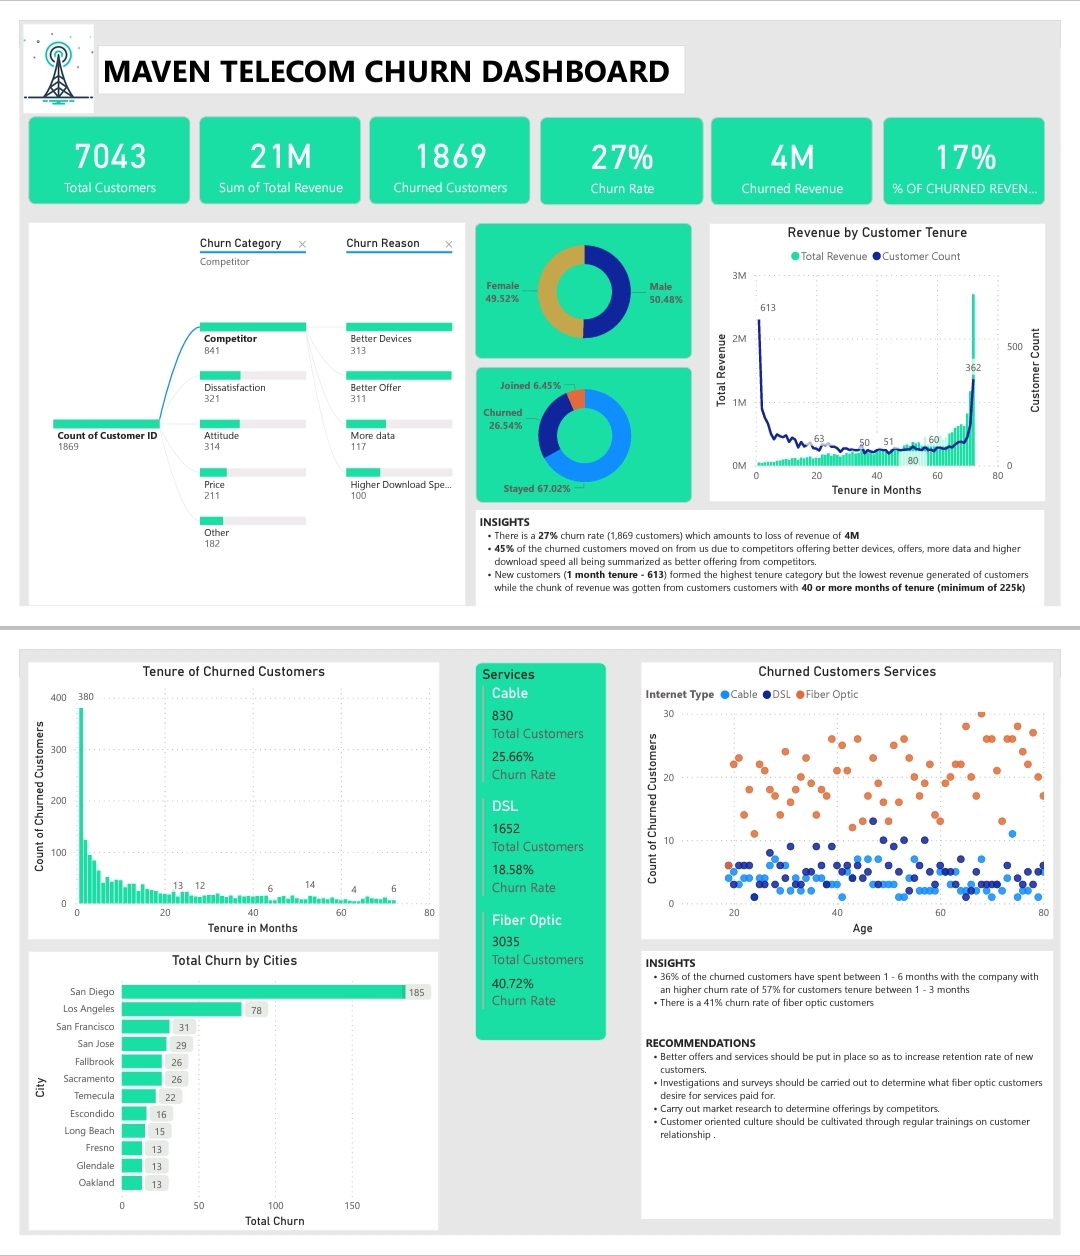 MAVEN TELECOM CHURN DASHBOARD
7043
Total Customers
21M
Sum of Total Revenue
1869
Churned Customers
27%
Churn Rate
4M
Churned Revenue
17%
% OF CHURNED REVEN...
Churn Category
Competitor
Churn Reason
Count of Customer ID
1869
Competitor
841
Dissatisfaction
321
Attitude
314
Price
211
Other
182
Better Devices
313
Better Offer
311
More data
117
Higher Download Spe...
100
Female
49.52%
Male
50.48%
Joined 6.45%
Churned
26.54%
Stayed 67.02%
Revenue by Customer Tenure
Total Revenue Customer Count
Total Revenue
3M
2M
1M
0M
613
63
50
51
80
60
362
500
0
Customer Count
0 20 40 60 80
Tenure in Months
INSIGHTS
• There is a 27% churn rate (1,869 customers) which amounts to loss of revenue of 4M
• 45% of the churned customers moved on from us due to competitors offering better devices, offers, more data and higher
download speed all being summarized as better offering from competitors.
• New customers (1 month tenure - 613) formed the highest tenure category but the lowest revenue generated of customers
while the chunk of revenue was gotten from customers customers with 40 or more months of tenure (minimum of 225k)
Tenure of Churned Customers
Count of Churned Customers
400
300
200
100
0
380
13
12
6
14
4
6
0 20 40 60 80
Tenure in Months
Services
Cable
830
Total Customers
25.66%
Churn Rate
DSL
1652
Total Customers
18.58%
Churn Rate
Fiber Optic
3035
Total Customers
40.72%
Churn Rate
Churned Customers Services
Internet Type Cable DSL Fiber Optic
Count of Churned Customers
30
20
10
0
20 40 60 80
Age
Total Churn by Cities
City
San Diego 185
Los Angeles 78
San Francisco 31
San Jose 29
Fallbrook 26
Sacramento 26
Temecula 22
Escondido 16
Long Beach 15
Fresno 13
Glendale 13
Oakland 13
0 50 100 150
Total Churn
INSIGHTS
• 36% of the churned customers have spent between 1 - 6 months with the company with
an higher churn rate of 57% for customers tenure between 1 - 3 months
• There is a 41% churn rate of fiber optic customers
RECOMMENDATIONS
• Better offers and services should be put in place so as to increase retention rate of new
customers.
• Investigations and surveys should be carried out to determine what fiber optic customers
desire for services paid for.
• Carry out market research to determine offerings by competitors.
• Customer oriented culture should be cultivated through regular trainings on customer
relationship .